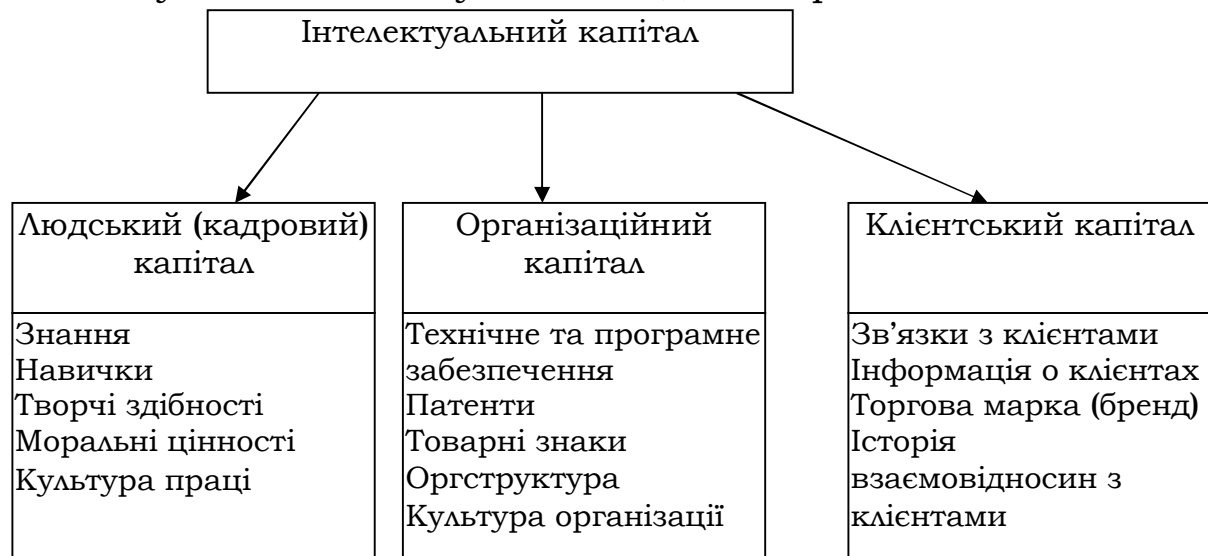 Інтелектуальний капітал
Людський (кадровий)
капітал
Знання
Навички
Творчі здібності
Моральні цінності
Культура праці
Організаційний
капітал
Технічне та програмне
забезпечення
Патенти
Товарні знаки
Оргструктура
Культура організації
Клієнтський капітал
Зв’язки з клієнтами
Інформація о клієнтах
Торгова марка (бренд)
Історія
взаємовідносин з
клієнтами